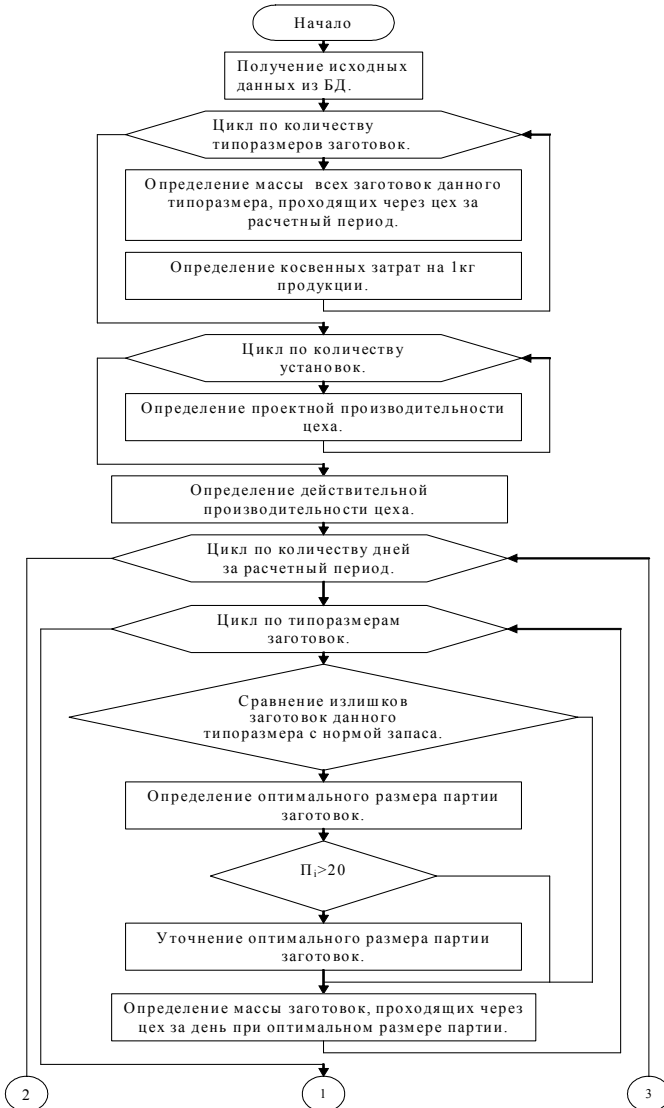 Начало
Получение исходных
данных из БД.
Цикл по количеству
типоразмеров заготовок.
Определение массы всех заготовок данного
типоразмера, проходящих через цех за
расчетный период.
Определение косвенных затрат на 1кг
продукции.
Цикл по количеству
установок.
Определение проектной производительности
цеха.
Определение действительной
производительности цеха.
Цикл по количеству дней
за расчетный период.
Цикл по типоразмерам
заготовок.
Сравнение излишков
заготовок данного
типоразмера с нормой запаса.
Определение оптимального размера партии
заготовок.
Пi>20
Уточнение оптимального размера партии
заготовок.
Определение массы заготовок, проходящих через
цех за день при оптимальном размере партии.
2
1
3